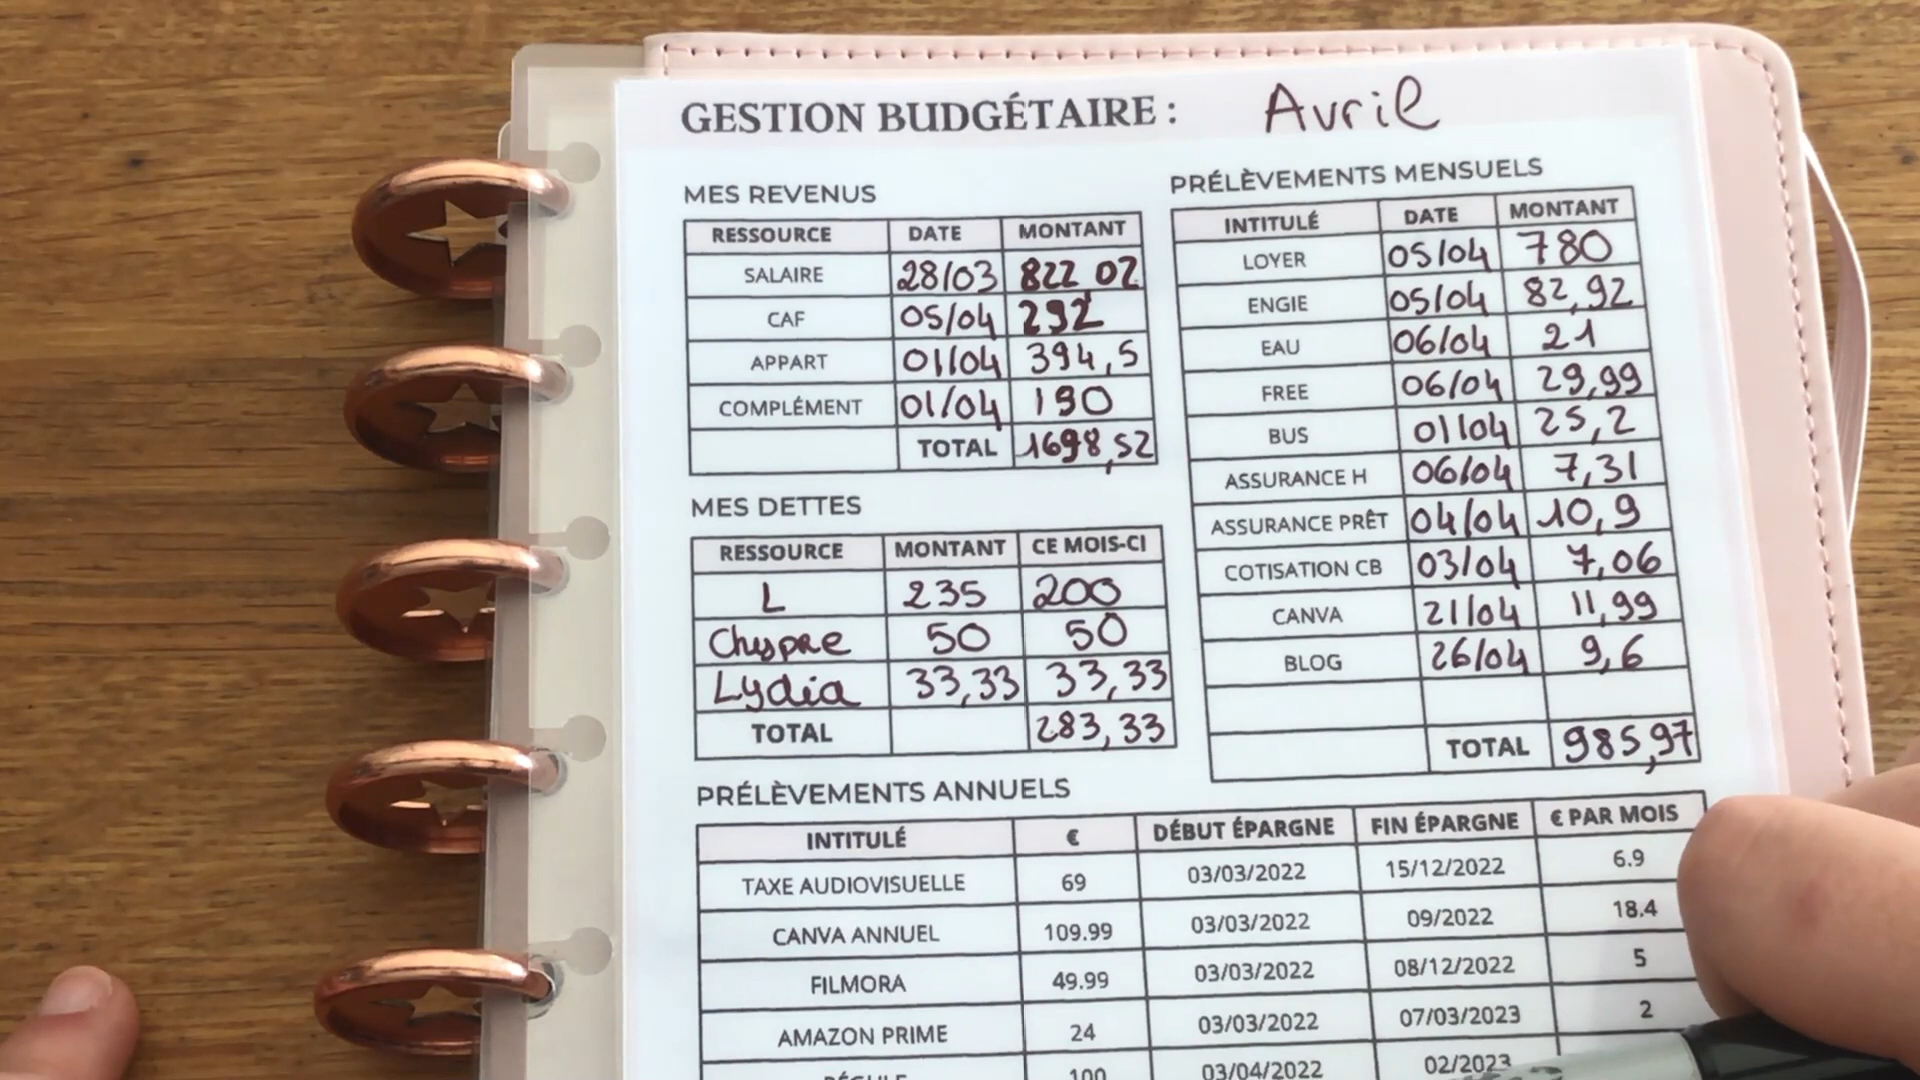 GESTION BUDGÉTAIRE : Avril
MES REVENUS
RESSOURCE DATE MONTANT
SALAIRE 28/03 822,02
CAF 05/04 292
APPART 01/04 394,5
COMPLÉMENT 01/04 190
TOTAL 1698,52
MES DETTES
RESSOURCE MONTANT CE MOIS-CI
L 235 200
Chypre 50 50
Lydia 33,33 33,33
TOTAL 283,33
PRÉLÈVEMENTS MENSUELS
INTITULÉ DATE MONTANT
LOYER 05/04 780
ENGIE 05/04 82,92
EAU 06/04 21
FREE 06/04 29,99
BUS 01/04 25,2
ASSURANCE H 06/04 7,31
ASSURANCE PRÊT 04/04 10,9
COTISATION CB 03/04 7,06
CANVA 21/04 11,99
BLOG 26/04 9,6
TOTAL 985,97
PRÉLÈVEMENTS ANNUELS
INTITULÉ € DÉBUT ÉPARGNE FIN ÉPARGNE € PAR MOIS
TAXE AUDIOVISUELLE 69 03/03/2022 15/12/2022 6.9
CANVA ANNUEL 109.99 03/03/2022 09/2022 18.4
FILMORA 49.99 03/03/2022 08/12/2022 5
AMAZON PRIME 24 03/03/2022 07/03/2023 2
100 03/04/2022 02/2023